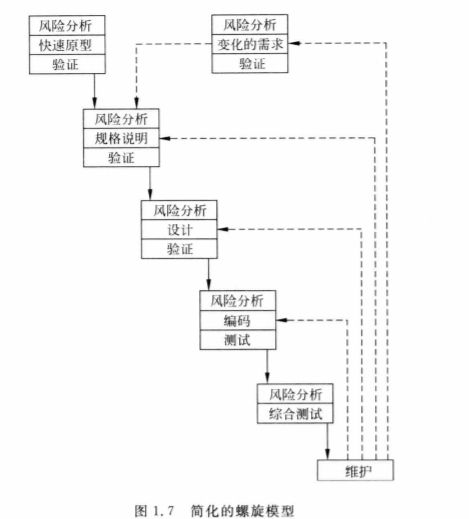 风险分析
快速原型
验证
风险分析
变化的需求
验证
风险分析
规格说明
验证
风险分析
设计
验证
风险分析
编码
测试
风险分析
综合测试
维护
图 1.7 简化的螺旋模型